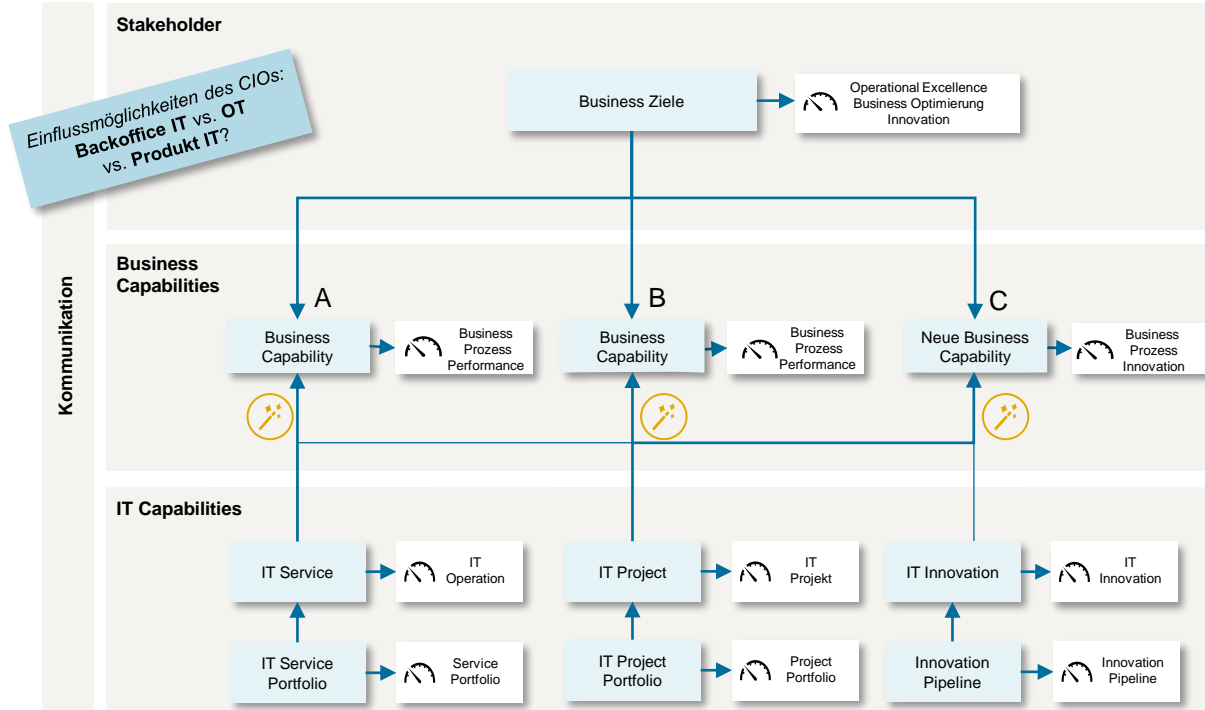 Stakeholder
Einflussmöglichkeiten des CIOs:
Backoffice IT vs. OT
vs. Produkt IT?
Business Ziele
Operational Excellence
Business Optimierung
Innovation
Kommunikation
Business
Capabilities
A
B
C
Business
Capability
Business
Prozess
Performance
Business
Capability
Business
Prozess
Performance
Neue Business
Capability
Business
Prozess
Innovation
IT Capabilities
IT Service
IT
Operation
IT Project
IT
Projekt
IT Innovation
IT
Innovation
IT Service
Portfolio
Service
Portfolio
IT Project
Portfolio
Project
Portfolio
Innovation
Pipeline
Innovation
Pipeline